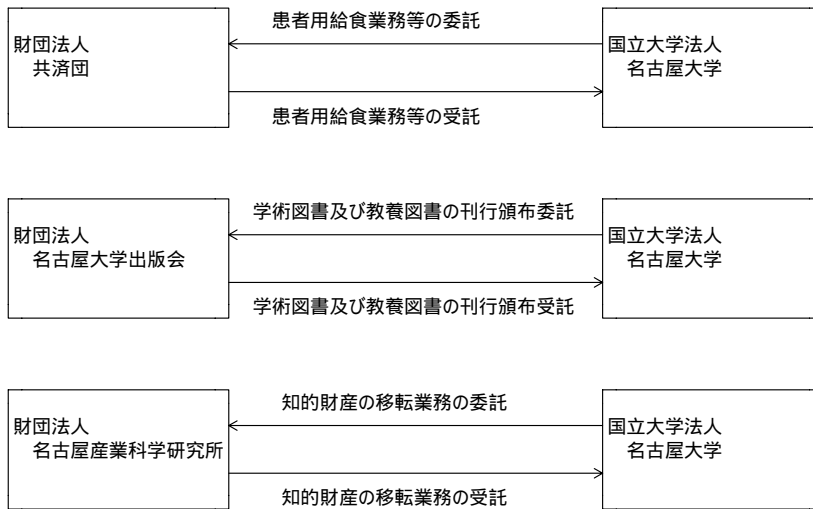 患者用給食業務等の委託
財団法人
共済団
国立大学法人
名古屋大学
患者用給食業務等の受託
学術図書及び教養図書の刊行頒布委託
財団法人
名古屋大学出版会
国立大学法人
名古屋大学
学術図書及び教養図書の刊行頒布受託
知的財産の移転業務の委託
財団法人
名古屋産業科学研究所
国立大学法人
名古屋大学
知的財産の移転業務の受託